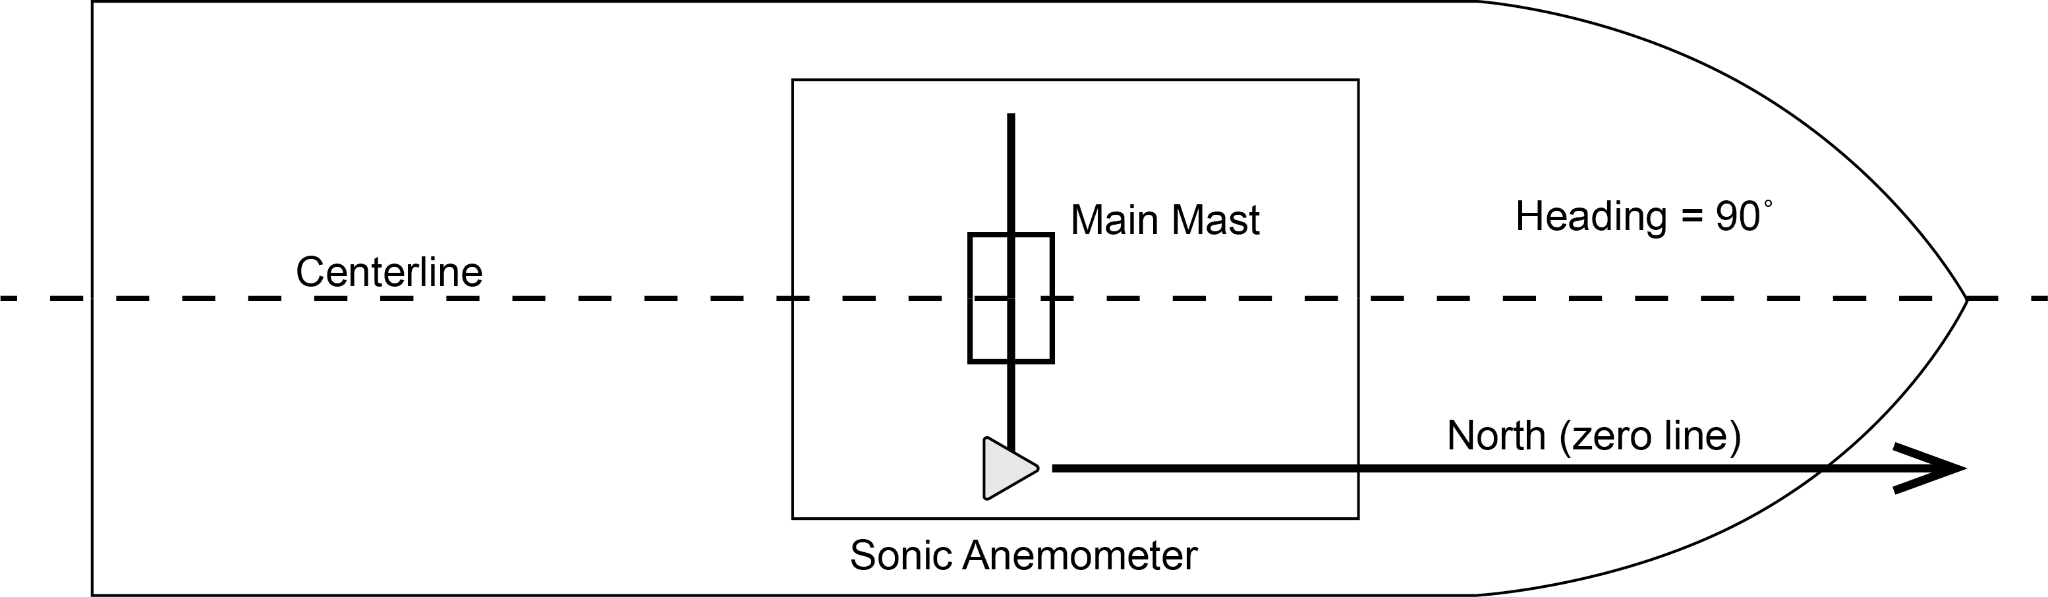 Main Mast
Heading = 90°
Centerline
North (zero line)
Sonic Anemometer